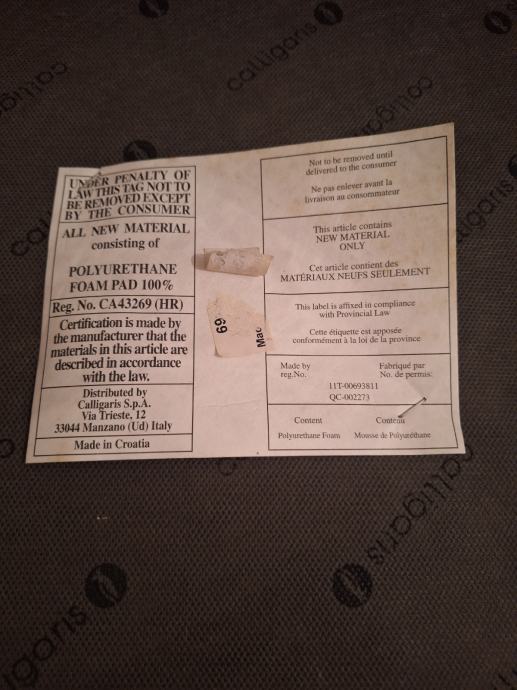 calligaris
calligaris
UNDER PENALTY OF
LAW THIS TAG NOT TO
BE REMOVED EXCEPT
BY THE CONSUMER
ALL NEW MATERIAL
consisting of
POLYURETHANE
FOAM PAD 100%
Reg. No. CA43269 (HR)
Certification is made by
the manufacturer that the
materials in this article are
described in accordance
with the law.
Distributed by
Calligaris S.p.A.
Via Trieste, 12
33044 Manzano (Ud) Italy
Made in Croatia
69
Mac
Not to be removed until
delivered to the consumer
Ne pas enlever avant la
livraison au consommateur
This article contains
NEW MATERIAL
ONLY
Cet article contient des
MATÉRIAUX NEUFS SEULEMENT
This label is affixed in compliance
with Provincial Law
Cette étiquette est apposée
conformément à la loi de la province
Made by
reg.No.
Fabriqué par
No. de permis:
11T-00693811
QC-002273
Content
Contenu
Polyurethane Foam
Mousse de Polyuréthane
calligaris
calligaris